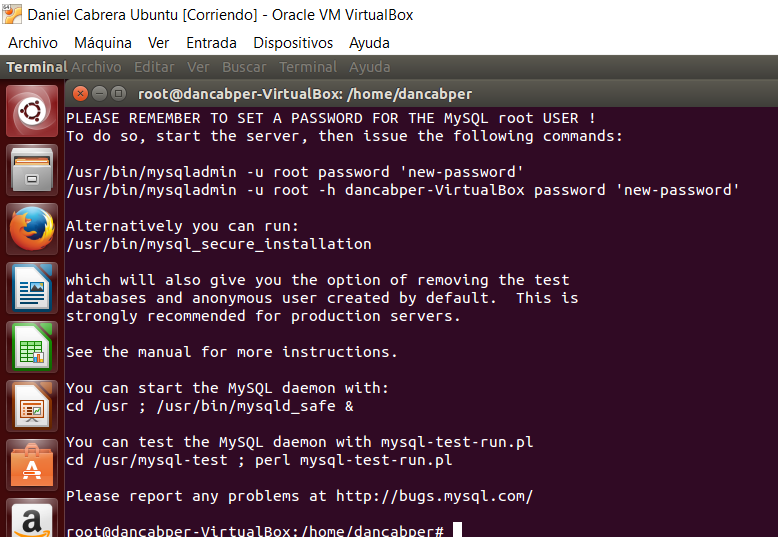 Daniel Cabrera Ubuntu [Corriendo] - Oracle VM VirtualBox
Archivo Máquina Ver Entrada Dispositivos Ayuda
Terminal Archivo Editar Ver Buscar Terminal Ayuda
root@dancabper-VirtualBox: /home/dancabper
PLEASE REMEMBER TO SET A PASSWORD FOR THE MySQL root USER !
To do so, start the server, then issue the following commands:
/usr/bin/mysqladmin -u root password 'new-password'
/usr/bin/mysqladmin -u root -h dancabper-VirtualBox password 'new-password'
Alternatively you can run:
/usr/bin/mysql_secure_installation
which will also give you the option of removing the test
databases and anonymous user created by default.  This is
strongly recommended for production servers.
See the manual for more instructions.
You can start the MySQL daemon with:
cd /usr ; /usr/bin/mysqld_safe &
You can test the MySQL daemon with mysql-test-run.pl
cd /usr/mysql-test ; perl mysql-test-run.pl
Please report any problems at http://bugs.mysql.com/
root@dancabper-VirtualBox:/home/dancabper#